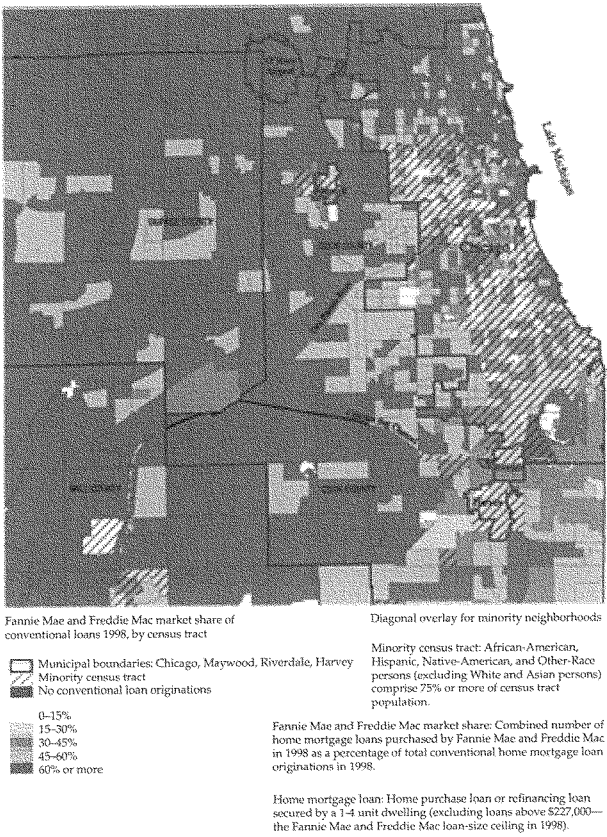 Lake Michigan
Fannie Mae and Freddie Mac market share of
conventional loans 1998, by census tract
Municipal boundaries: Chicago, Maywood, Riverdale, Harvey
Minority census tract
No conventional loan originations
0–15%
15–30%
30–45%
45–60%
60% or more
Diagonal overlay for minority neighborhoods
Minority census tract: African-American,
Hispanic, Native-American, and Other-Race
persons (excluding White and Asian persons)
comprise 75% or more of census tract
population.
Fannie Mae and Freddie Mac market share: Combined number of
home mortgage loans purchased by Fannie Mae and Freddie Mac
in 1998 as a percentage of total conventional home mortgage loan
originations in 1998.
Home mortgage loan: Home purchase loan or refinancing loan
secured by a 1-4 unit dwelling (excluding loans above $227,000—
the Fannie Mae and Freddie Mac loan-size ceiling in 1998).